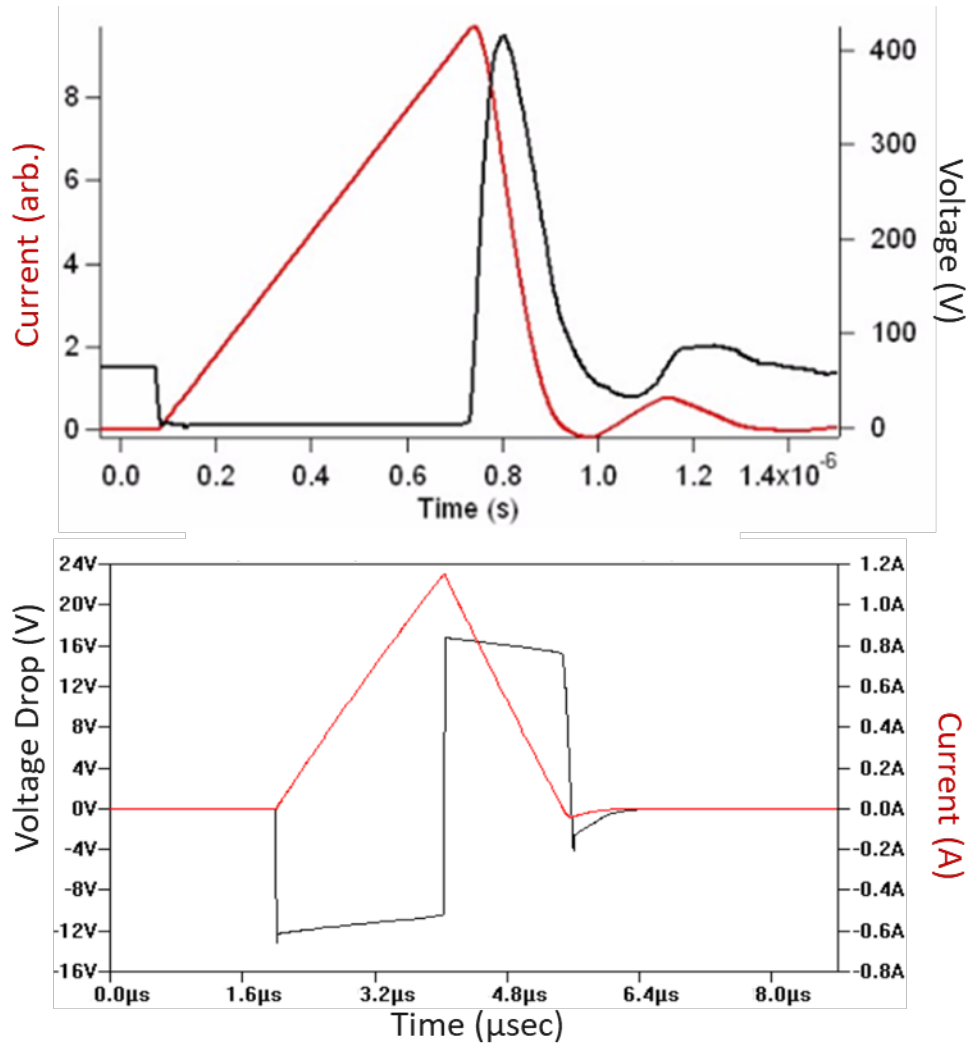 8
6
4
2
0
Current (arb.)
400
300
200
100
0
Voltage (V)
0.0 0.2 0.4 0.6 0.8 1.0 1.2 1.4x10⁻⁶
Time (s)
24V
20V
16V
12V
8V
4V
0V
-4V
-8V
-12V
-16V
Voltage Drop (V)
1.2A
1.0A
0.8A
0.6A
0.4A
0.2A
0.0A
-0.2A
-0.4A
-0.6A
-0.8A
Current (A)
0.0µs 1.6µs 3.2µs 4.8µs 6.4µs 8.0µs
Time (µsec)